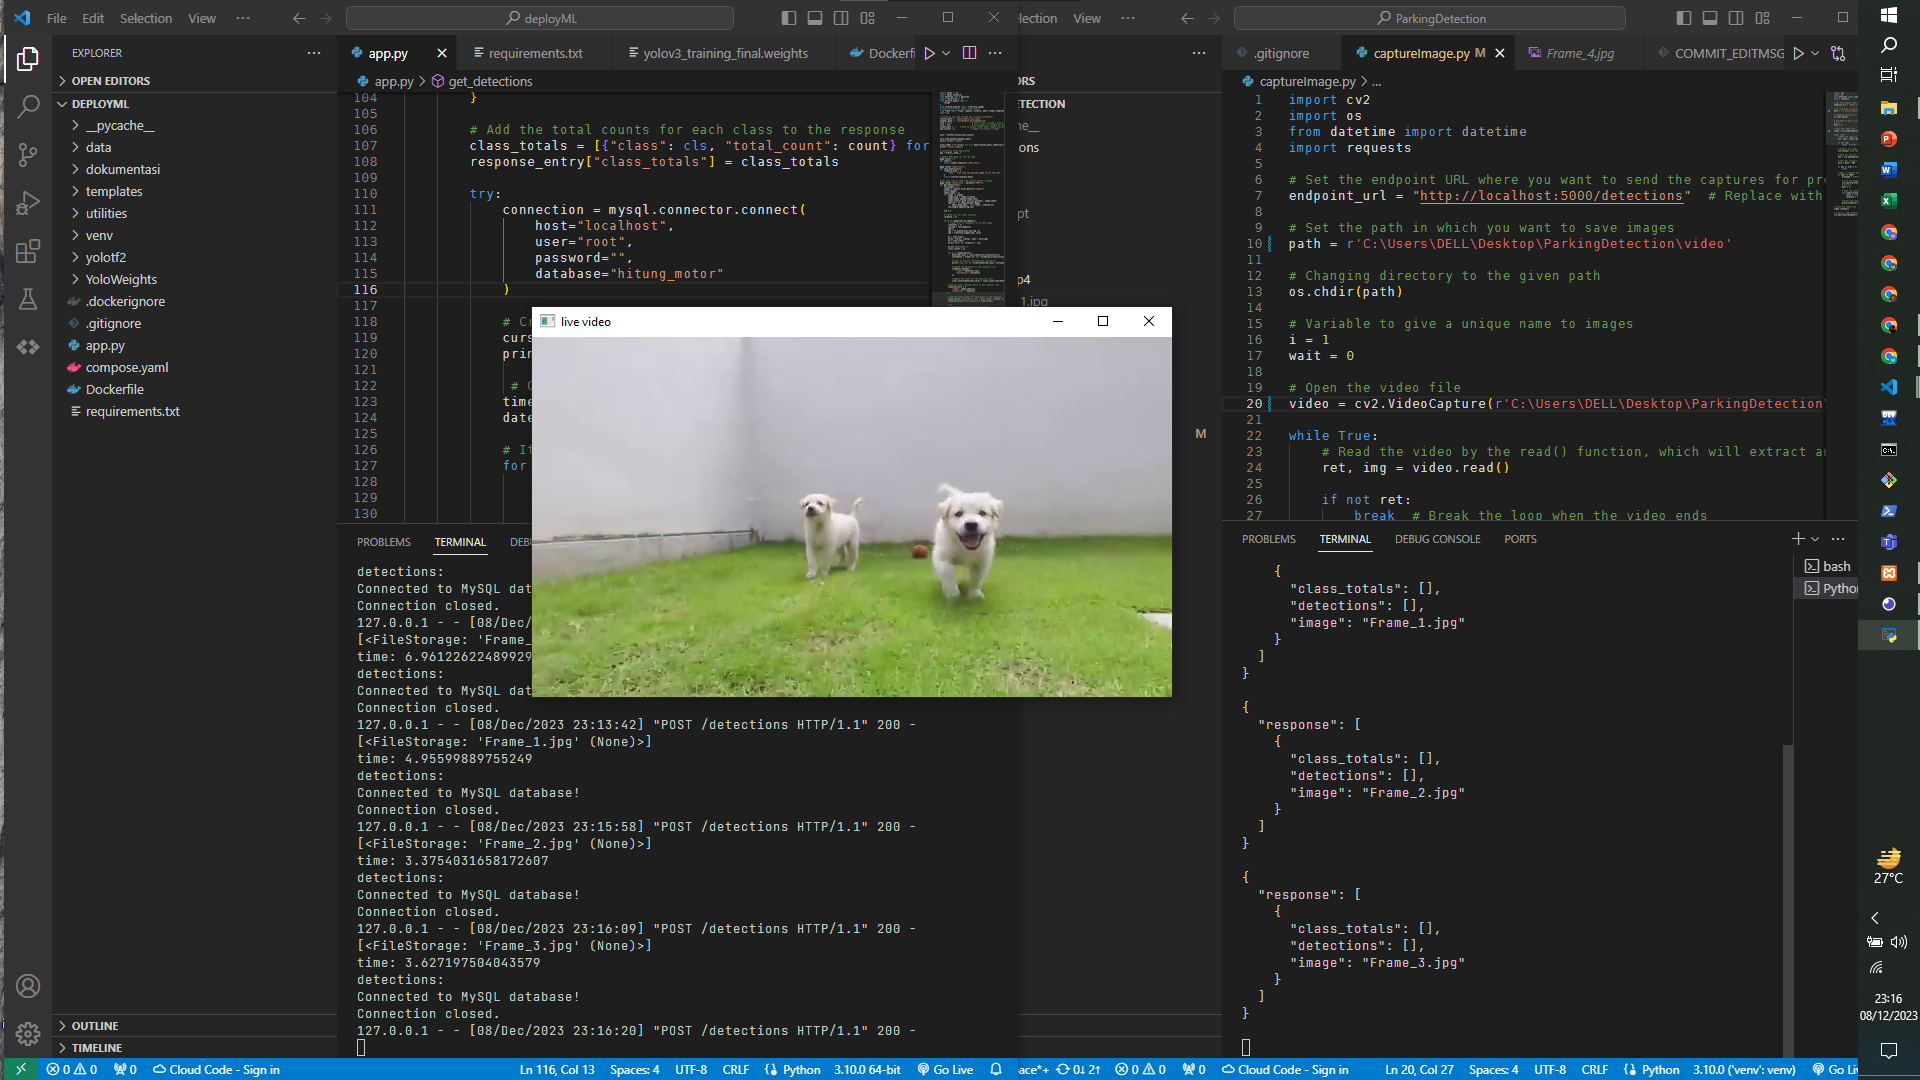 File Edit Selection View ··· deployML
EXPLORER
OPEN EDITORS
DEPLOYML
__pycache__
data
dokumentasi
templates
utilities
venv
yolotf2
YoloWeights
.dockerignore
.gitignore
app.py
compose.yaml
Dockerfile
requirements.txt
OUTLINE
TIMELINE
app.py requirements.txt yolov3_training_final.weights Dockerfi
app.py > get_detections
104 }
105
106 # Add the total counts for each class to the response
107 class_totals = [{"class": cls, "total_count": count} for
108 response_entry["class_totals"] = class_totals
109
110 try:
111 connection = mysql.connector.connect(
112 host="localhost",
113 user="root",
114 password="",
115 database="hitung_motor"
116 )
117
118 # Cr
119 curs
120 prin
121
122 # C
123 time
124 date
125
126 # It
127 for
128
129
130
PROBLEMS TERMINAL DEBU
detections:
Connected to MySQL dat
Connection closed.
127.0.0.1 - - [08/Dec/
[<FileStorage: 'Frame_
time: 6.96122622489929
detections:
Connected to MySQL dat
Connection closed.
127.0.0.1 - - [08/Dec/2023 23:13:42] "POST /detections HTTP/1.1" 200 -
[<FileStorage: 'Frame_1.jpg' (None)>]
time: 4.95599889755249
detections:
Connected to MySQL database!
Connection closed.
127.0.0.1 - - [08/Dec/2023 23:15:58] "POST /detections HTTP/1.1" 200 -
[<FileStorage: 'Frame_2.jpg' (None)>]
time: 3.3754031658172607
detections:
Connected to MySQL database!
Connection closed.
127.0.0.1 - - [08/Dec/2023 23:16:09] "POST /detections HTTP/1.1" 200 -
[<FileStorage: 'Frame_3.jpg' (None)>]
time: 3.627197504043579
detections:
Connected to MySQL database!
Connection closed.
127.0.0.1 - - [08/Dec/2023 23:16:20] "POST /detections HTTP/1.1" 200 -
0 0 0 Cloud Code - Sign in Ln 116, Col 13 Spaces: 4 UTF-8 CRLF Python 3.10.0 64-bit Go Live
live video
election View ··· ParkingDetection
ORS
ETECTION
he__
ons
pt
p4
1.jpg
M
.gitignore captureImage.py M Frame_4.jpg COMMIT_EDITMSG
captureImage.py > ...
1 import cv2
2 import os
3 from datetime import datetime
4 import requests
5
6 # Set the endpoint URL where you want to send the captures for pro
7 endpoint_url = "http://localhost:5000/detections" # Replace with
8
9 # Set the path in which you want to save images
10 path = r'C:\Users\DELL\Desktop\ParkingDetection\video'
11
12 # Changing directory to the given path
13 os.chdir(path)
14
15 # Variable to give a unique name to images
16 i = 1
17 wait = 0
18
19 # Open the video file
20 video = cv2.VideoCapture(r'C:\Users\DELL\Desktop\ParkingDetection\
21
22 while True:
23 # Read the video by the read() function, which will extract an
24 ret, img = video.read()
25
26 if not ret:
27 break # Break the loop when the video ends
PROBLEMS TERMINAL DEBUG CONSOLE PORTS
bash
Python
{
"class_totals": [],
"detections": [],
"image": "Frame_1.jpg"
}
]
}
{
"response": [
{
"class_totals": [],
"detections": [],
"image": "Frame_2.jpg"
}
]
}
{
"response": [
{
"class_totals": [],
"detections": [],
"image": "Frame_3.jpg"
}
]
}
pace*+ 0↓ 2↑ 0 0 0 Cloud Code - Sign in Ln 20, Col 27 Spaces: 4 UTF-8 CRLF Python 3.10.0 ('venv': venv) Go Liv
27°C
23:16
08/12/2023